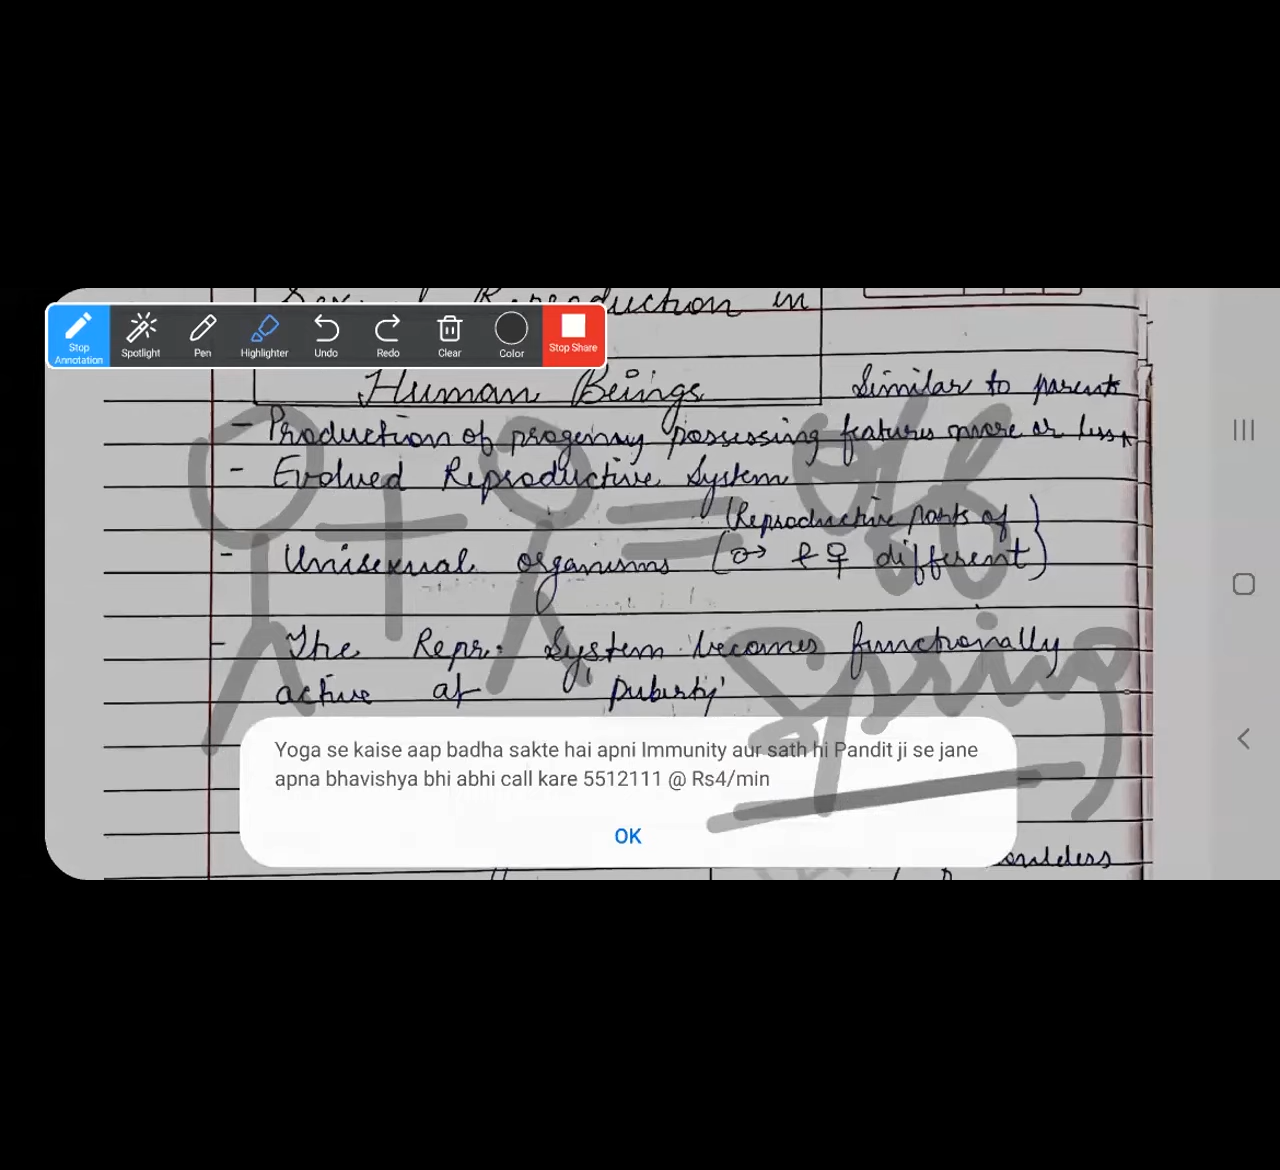 Stop Annotation
Spotlight
Pen
Highlighter
Undo
Redo
Clear
Color
Stop Share
Reproduction in
Human Beings
Similar to parents
- Production of progenny possessing features more or less
- Evolved Reproductive System
- Unisexual organisms (Reproductive parts of
♂ & ♀ different)
- The Repr. System becomes functionally
active at 'Puberty'
♀ + ♀ = Off
Spring
Yoga se kaise aap badha sakte hai apni Immunity aur sath hi Pandit ji se jane
apna bhavishya bhi abhi call kare 5512111 @ Rs4/min
OK